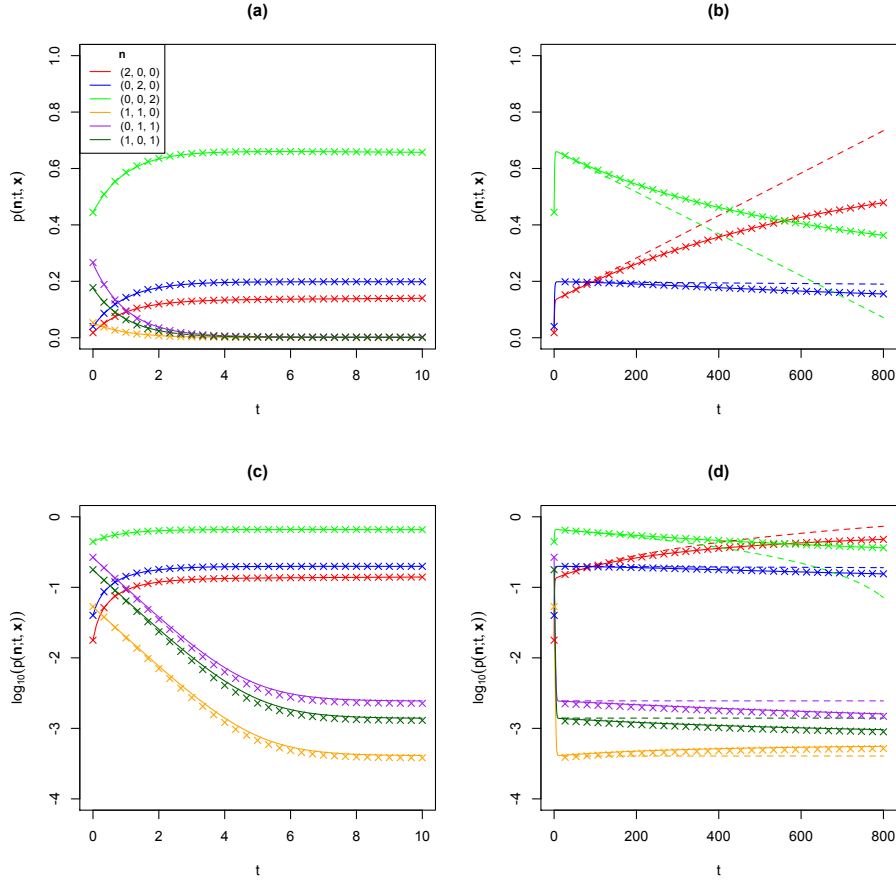 (a)
p(n; t, x)
1.0
0.8
0.6
0.4
0.2
0.0
n
(2, 0, 0)
(0, 2, 0)
(0, 0, 2)
(1, 1, 0)
(0, 1, 1)
(1, 0, 1)
0 2 4 6 8 10
t
(b)
p(n; t, x)
1.0
0.8
0.6
0.4
0.2
0.0
0 200 400 600 800
t
(c)
log10(p(n; t, x))
0
-1
-2
-3
-4
0 2 4 6 8 10
t
(d)
log10(p(n; t, x))
0
-1
-2
-3
-4
0 200 400 600 800
t